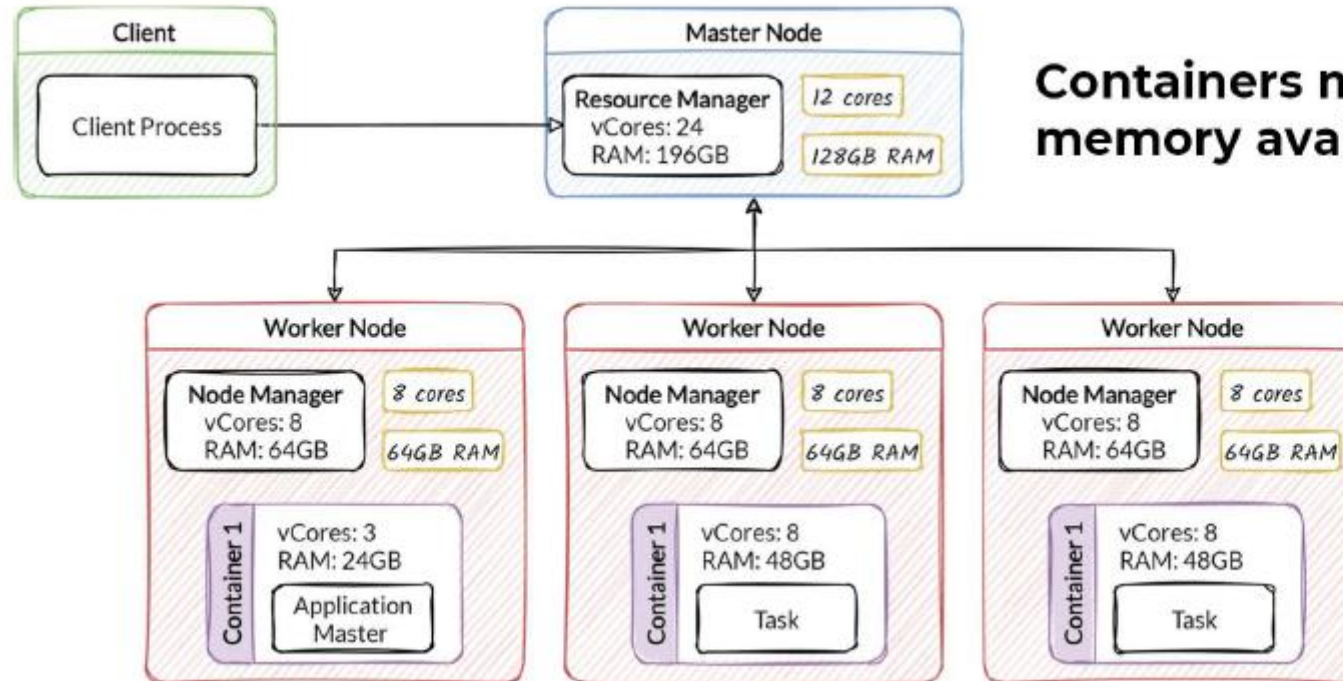 Client
Client Process
Master Node
Resource Manager
vCores: 24
RAM: 196GB
12 cores
128GB RAM
Containers
memory
Worker Node
Node Manager
vCores: 8
RAM: 64GB
8 cores
64GB RAM
Container 1
vCores: 3
RAM: 24GB
Application
Master
Worker Node
Node Manager
vCores: 8
RAM: 64GB
8 cores
64GB RAM
Container 1
vCores: 8
RAM: 48GB
Task
Worker Node
Node Manager
vCores: 8
RAM: 64GB
8 cores
64GB RAM
Container 1
vCores: 8
RAM: 48GB
Task